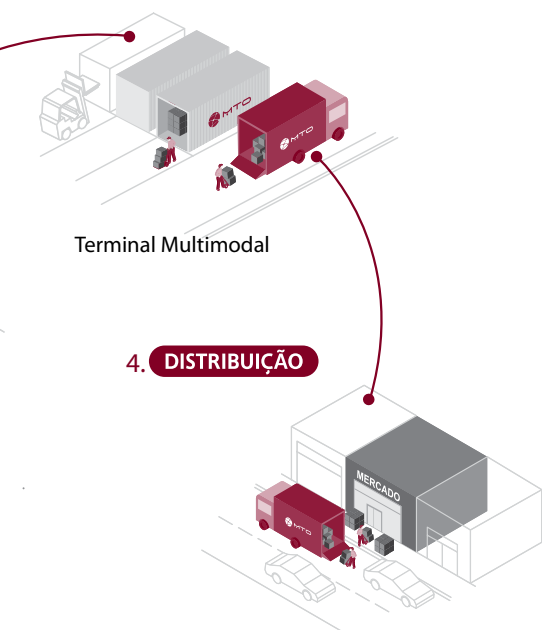 MTO
MTO
Terminal Multimodal
4. DISTRIBUIÇÃO
MERCADO
MTO